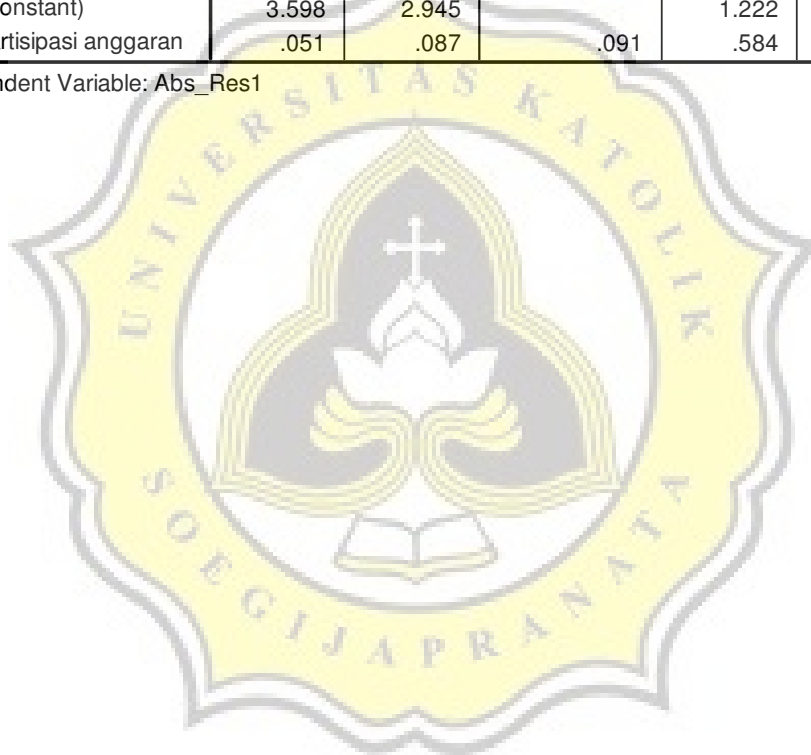 onstant) 3.598 2.945 1.222
rtisipasi anggaran .051 .087 .091 .584
ndent Variable: Abs_Res1
UNIVERSITAS KATOLIK
SOEGIJAPRANATA